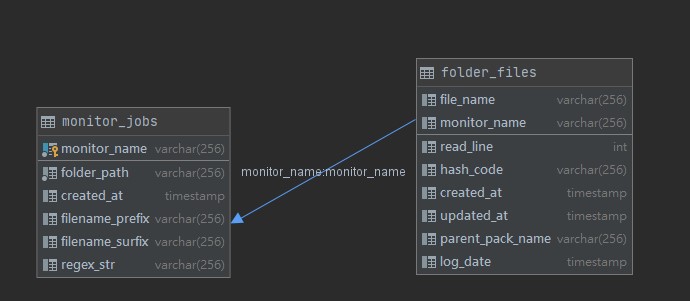 monitor_jobs
monitor_name varchar(256)
folder_path varchar(256)
created_at timestamp
filename_prefix varchar(256)
filename_surfix varchar(256)
regex_str varchar(256)
monitor_name:monitor_name
folder_files
file_name varchar(256)
monitor_name varchar(256)
read_line int
hash_code varchar(256)
created_at timestamp
updated_at timestamp
parent_pack_name varchar(256)
log_date timestamp